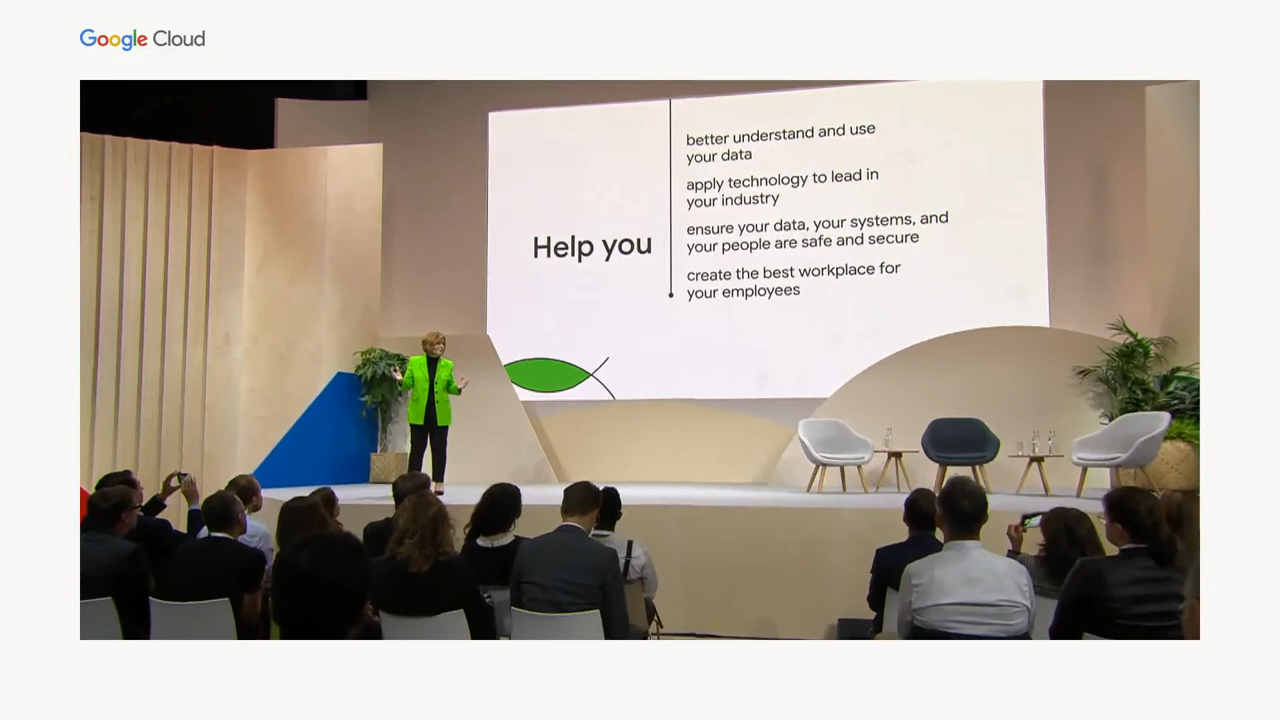 Google Cloud
Help you
better understand and use
your data
apply technology to lead in
your industry
ensure your data, your systems, and
your people are safe and secure
create the best workplace for
your employees